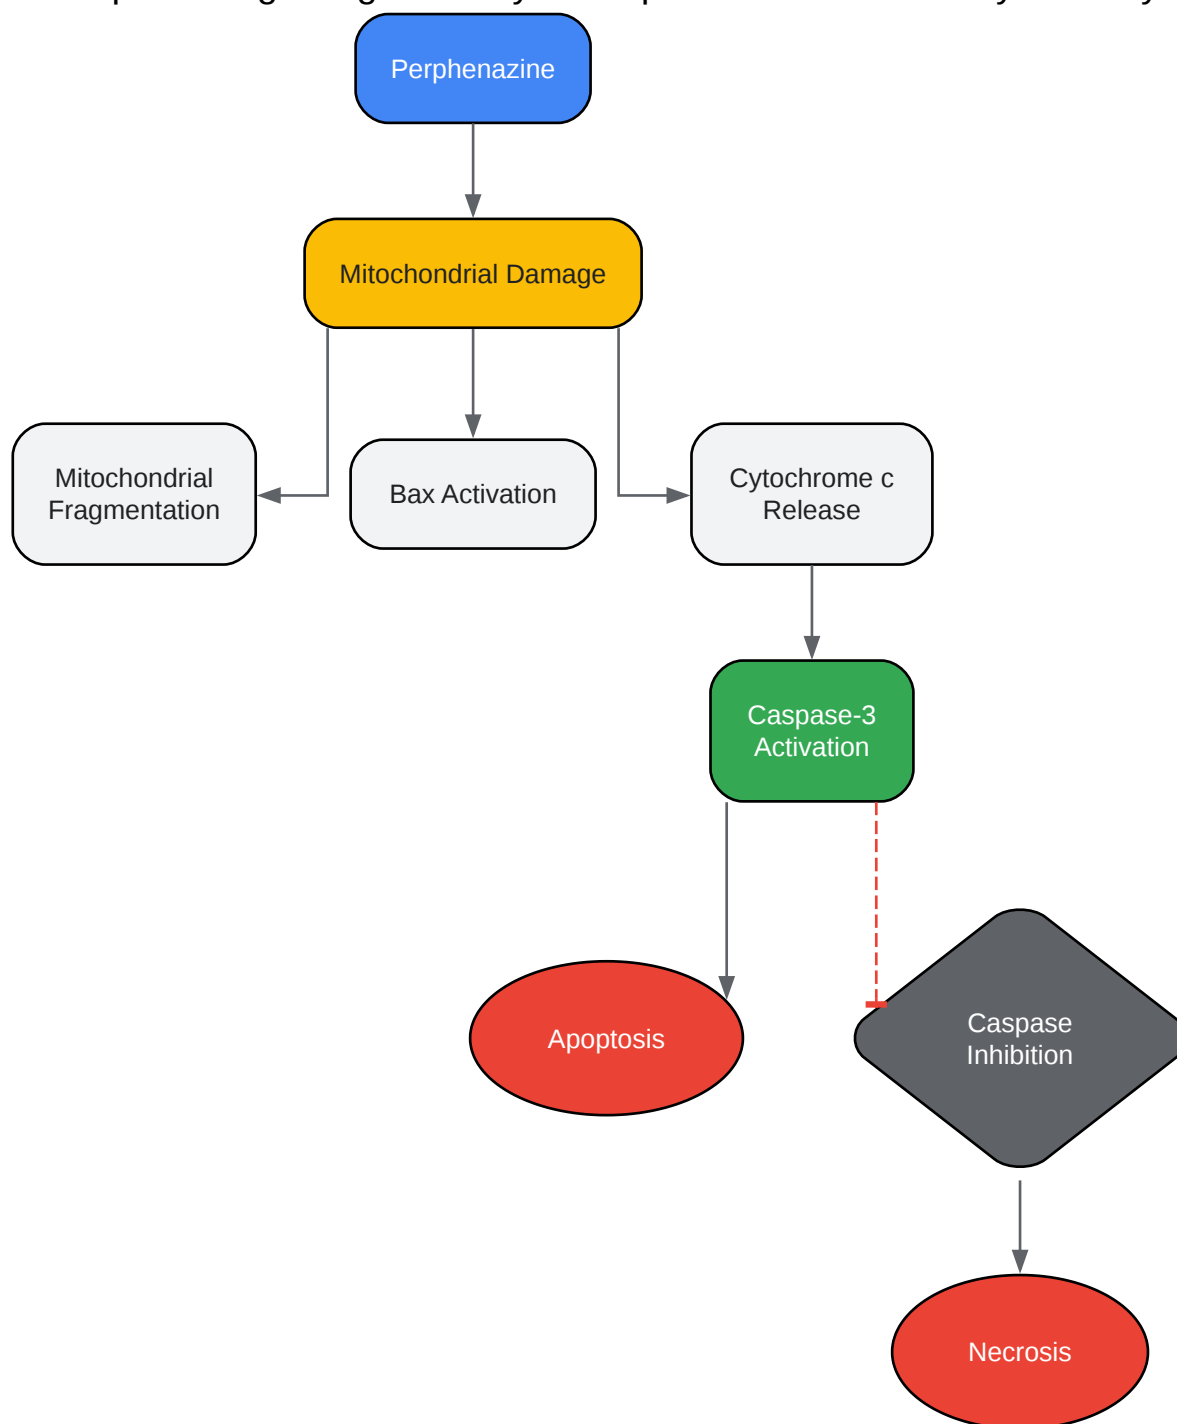 Perphenazine
Mitochondrial Damage
Mitochondrial
Fragmentation
Bax Activation
Cytochrome c
Release
Caspase-3
Activation
Apoptosis
Caspase
Inhibition
Necrosis